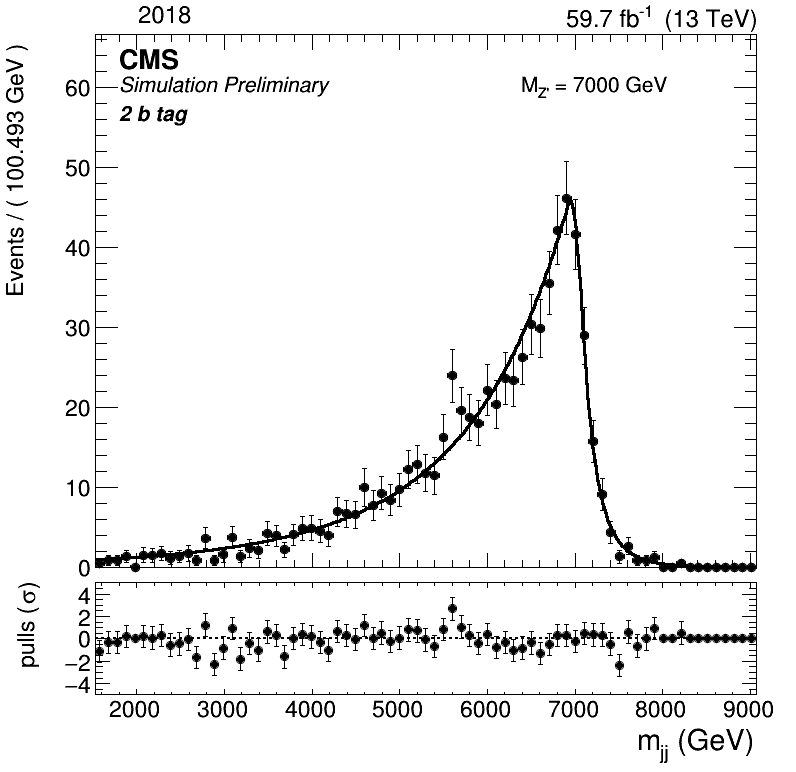 2018 59.7 fb-1 (13 TeV)
CMS
Simulation Preliminary
MZ' = 7000 GeV
2 b tag
Events / ( 100.493 GeV )
60
50
40
30
20
10
0
pulls (σ)
4
2
0
−2
−4
2000 3000 4000 5000 6000 7000 8000 9000
mjj (GeV)